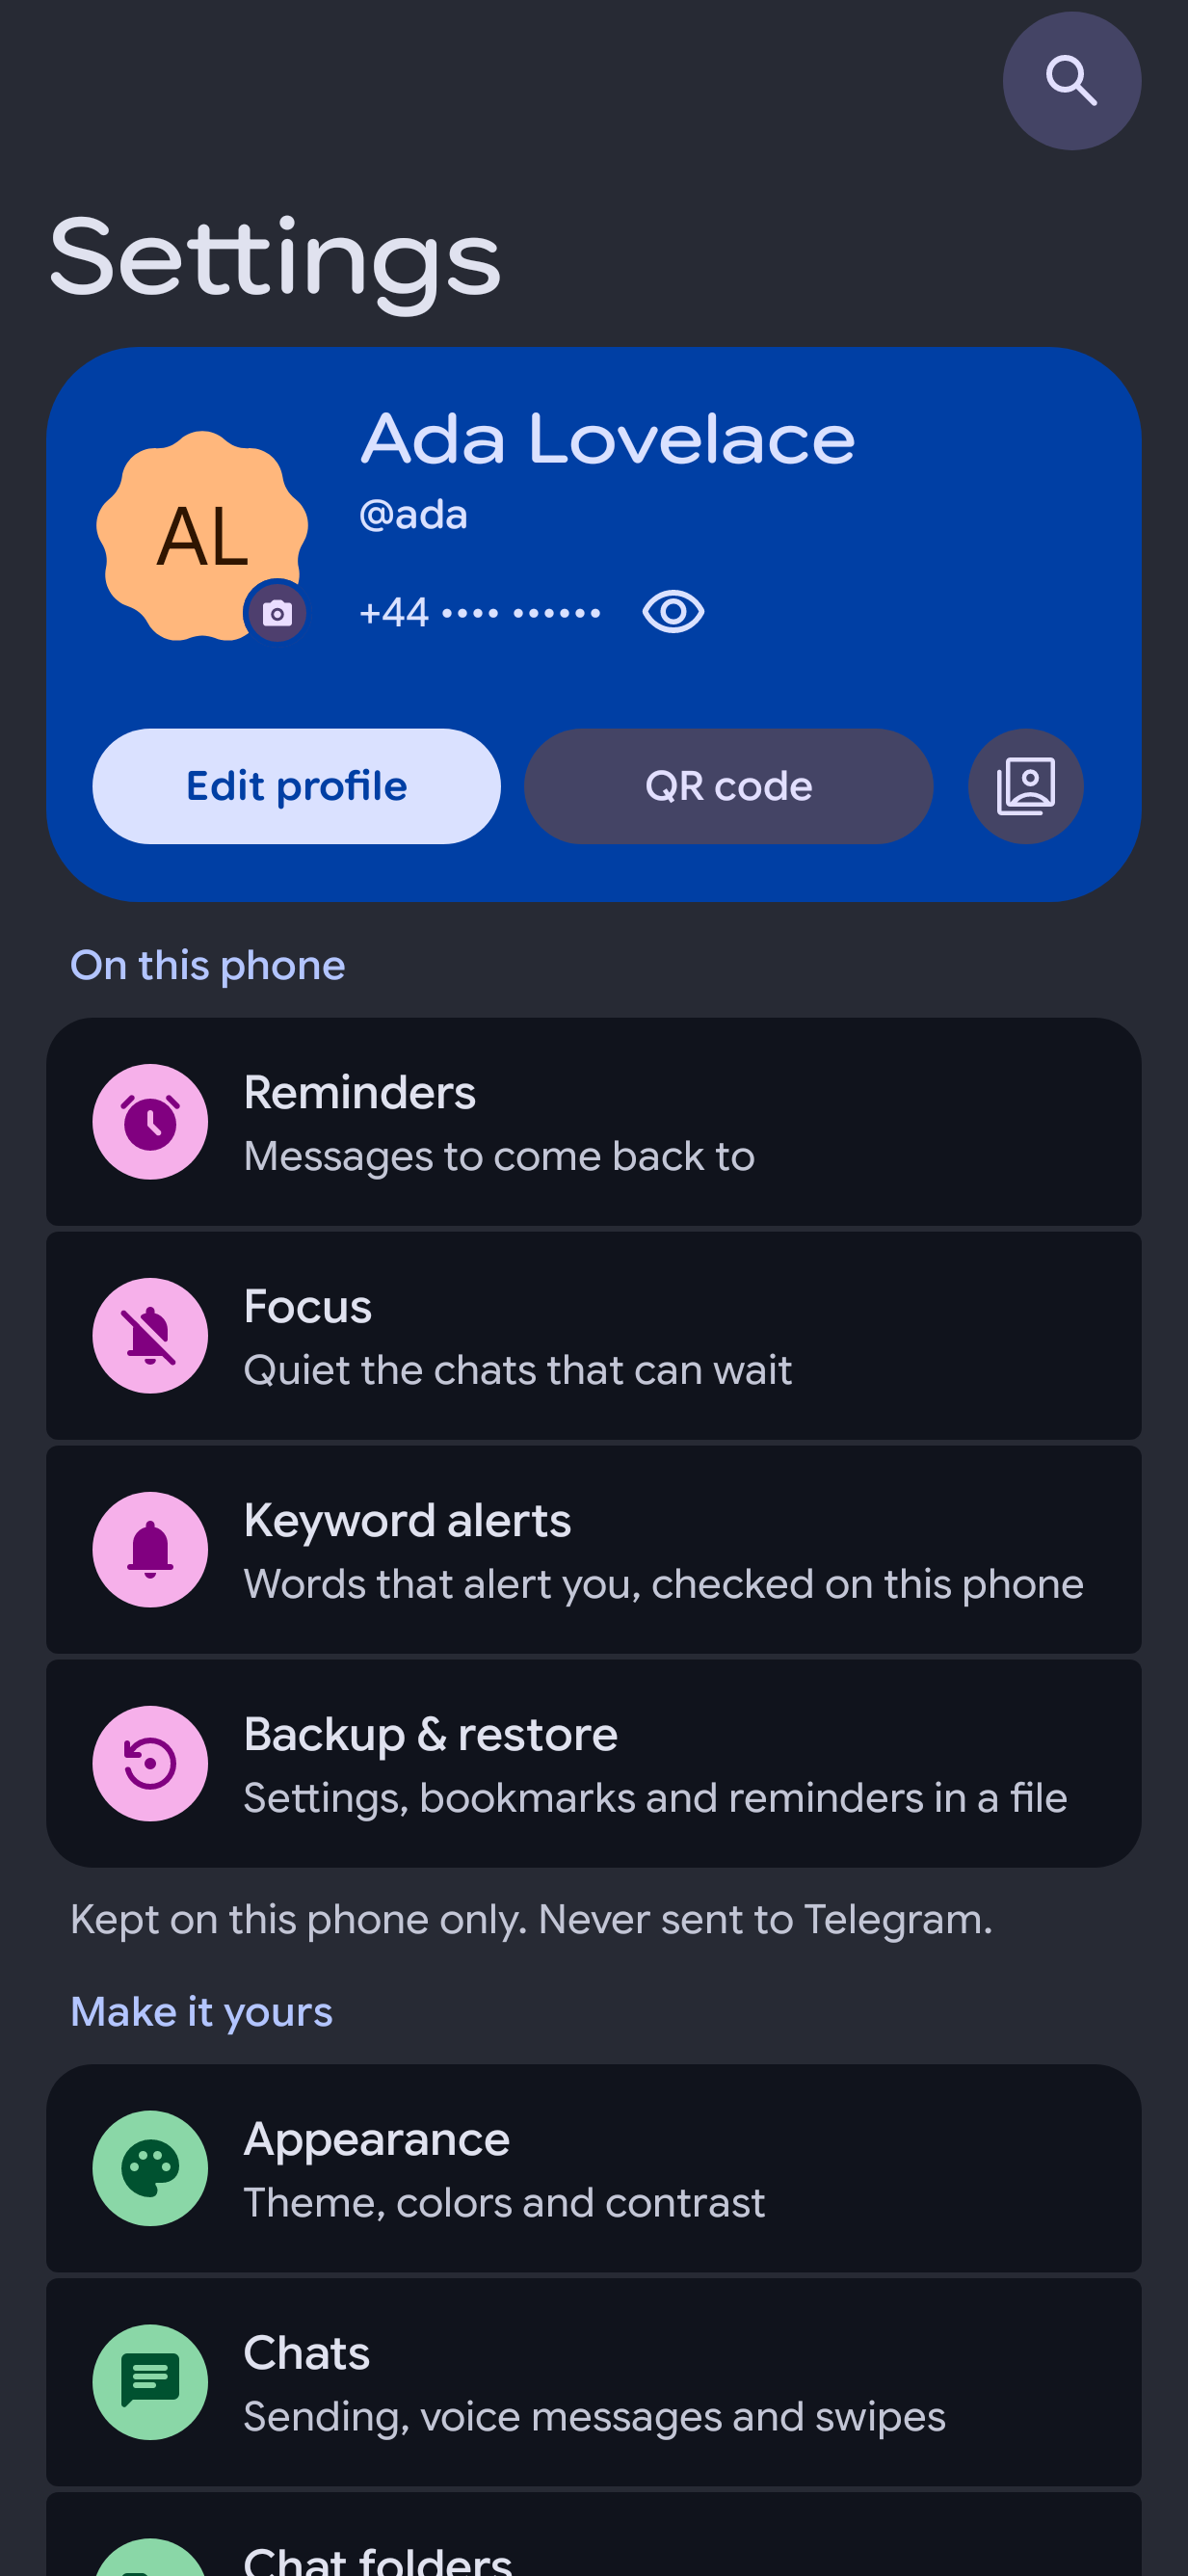 Settings
Ada Lovelace
@ada
AL
+44 •••• ••••••
Edit profile
QR code
On this phone
Reminders
Messages to come back to
Focus
Quiet the chats that can wait
Keyword alerts
Words that alert you, checked on this phone
Backup & restore
Settings, bookmarks and reminders in a file
Kept on this phone only. Never sent to Telegram.
Make it yours
Appearance
Theme, colors and contrast
Chats
Sending, voice messages and swipes
Chat folders